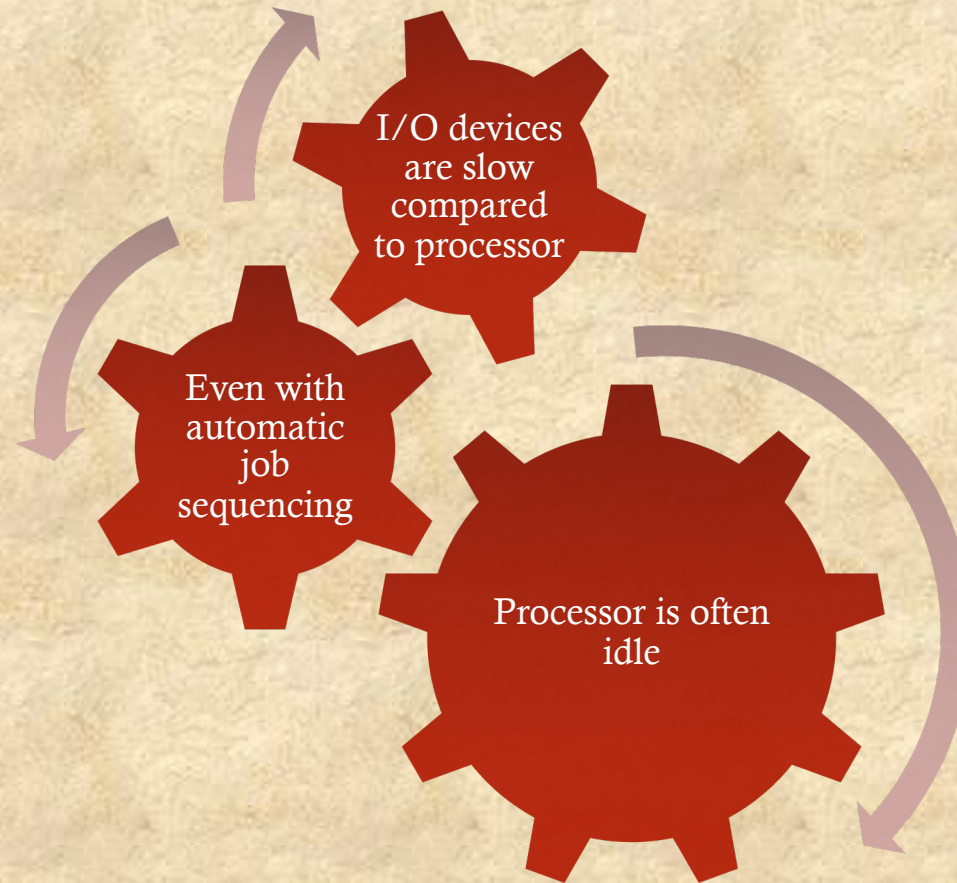 I/O devices
are slow
compared
to processor
Even with
automatic
job
sequencing
Processor is often
idle